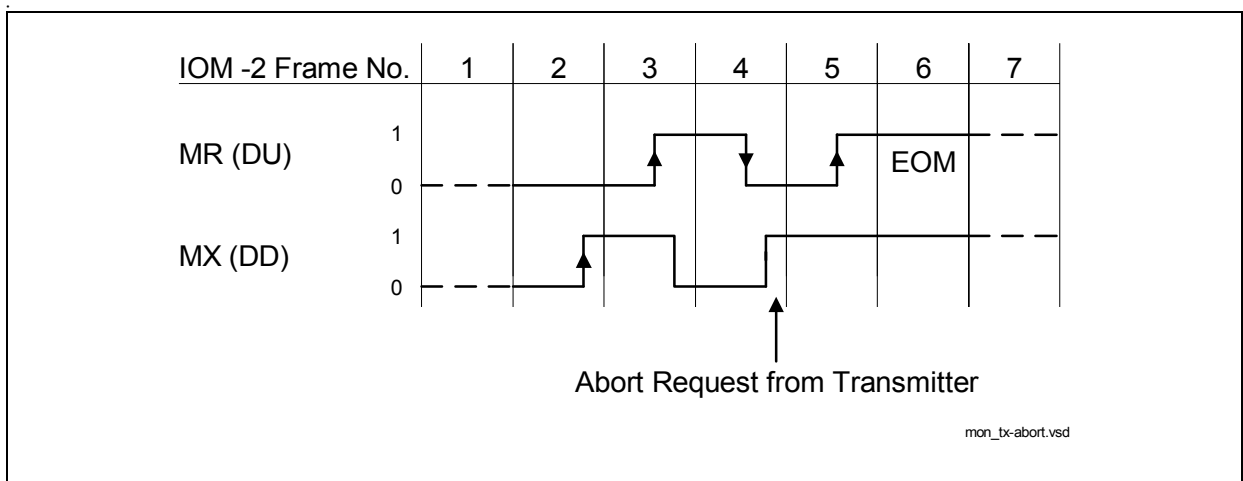 .
IOM -2 Frame No. 1 2 3 4 5 6 7
MR (DU) 1 0 EOM
MX (DD) 1 0
Abort Request from Transmitter
mon_tx-abort.vsd